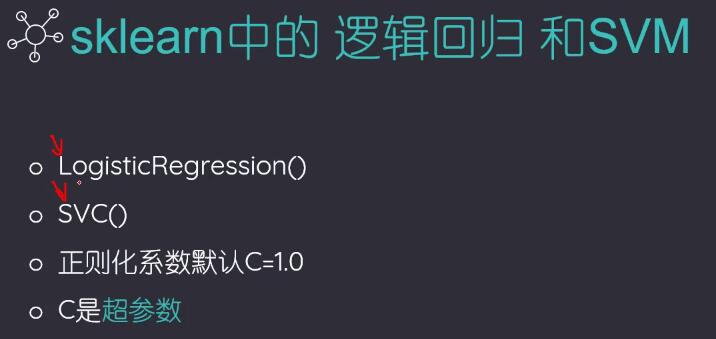 sklearn中的 逻辑回归 和SVM
LogisticRegression()
SVC()
正则化系数默认C=1.0
C是超参数